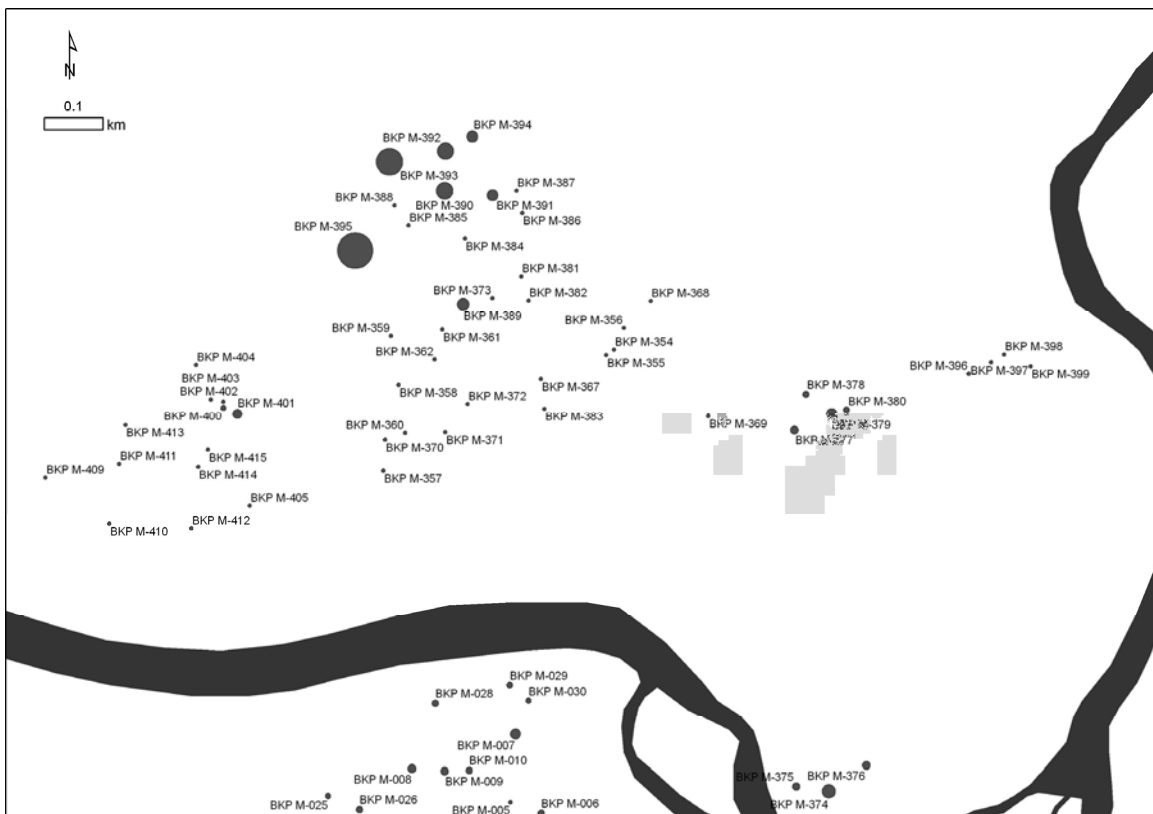 N
0.1
km
BKP M-394
BKP M-392
BKP M-393
BKP M-387
BKP M-388
BKP M-390
BKP M-391
BKP M-385
BKP M-386
BKP M-395
BKP M-384
BKP M-381
BKP M-373
BKP M-382
BKP M-368
BKP M-389
BKP M-356
BKP M-359
BKP M-361
BKP M-354
BKP M-362
BKP M-355
BKP M-398
BKP M-404
BKP M-396
BKP M-397
BKP M-399
BKP M-403
BKP M-367
BKP M-378
BKP M-402
BKP M-358
BKP M-372
BKP M-401
BKP M-380
BKP M-400
BKP M-383
BKP M-369
BKP M-379
BKP M-413
BKP M-360
BKP M-371
BKP M-370
BKP M-411
BKP M-415
BKP M-409
BKP M-414
BKP M-357
BKP M-405
BKP M-410
BKP M-412
BKP M-029
BKP M-028
BKP M-030
BKP M-007
BKP M-010
BKP M-008
BKP M-009
BKP M-375
BKP M-376
BKP M-025
BKP M-026
BKP M-005
BKP M-006
BKP M-374